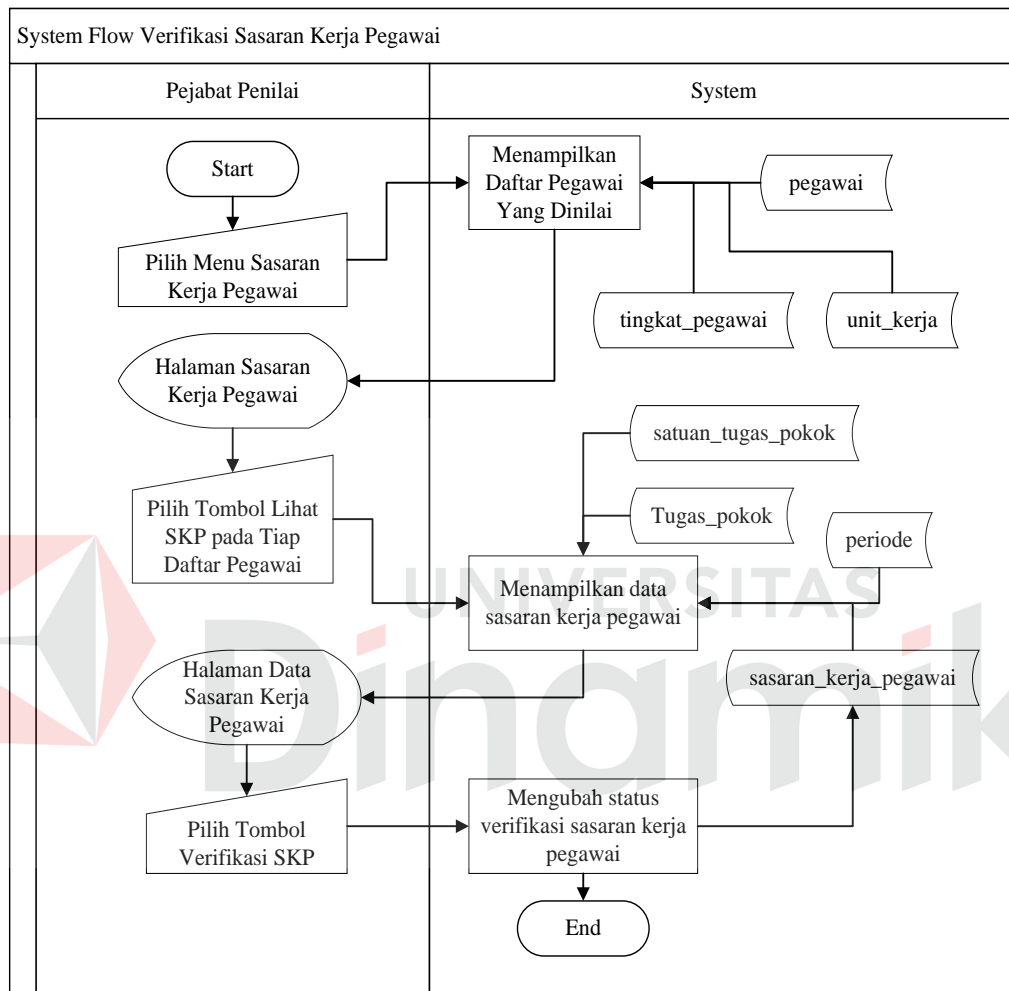 System Flow Verifikasi Sasaran Kerja Pegawai
Pejabat Penilai
System
Start
Menampilkan
Daftar Pegawai
Yang Dinilai
pegawai
Pilih Menu Sasaran
Kerja Pegawai
tingkat_pegawai
unit_kerja
Halaman Sasaran
Kerja Pegawai
satuan_tugas_pokok
Pilih Tombol Lihat
SKP pada Tiap
Daftar Pegawai
Tugas_pokok
periode
Menampilkan data
sasaran kerja pegawai
UNIVERSITAS
Dinamik
Halaman Data
Sasaran Kerja
Pegawai
sasaran_kerja_pegawai
Pilih Tombol
Verifikasi SKP
Mengubah status
verifikasi sasaran kerja
pegawai
End